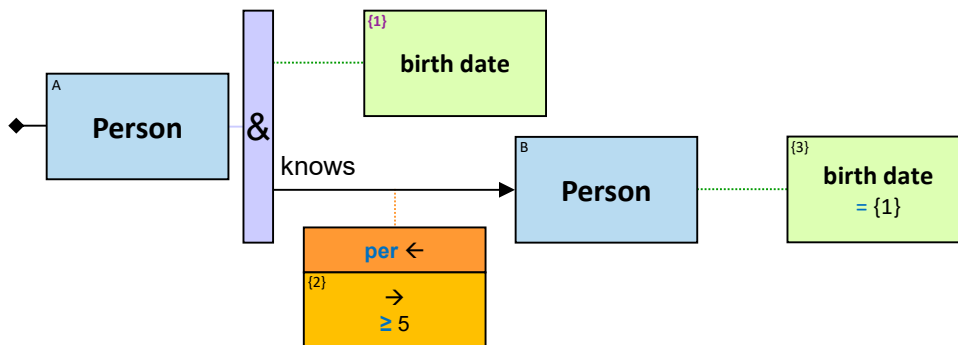 A
Person
&
{1}
birth date
knows
B
Person
{3}
birth date
= {1}
per ←
{2}
→
≥ 5